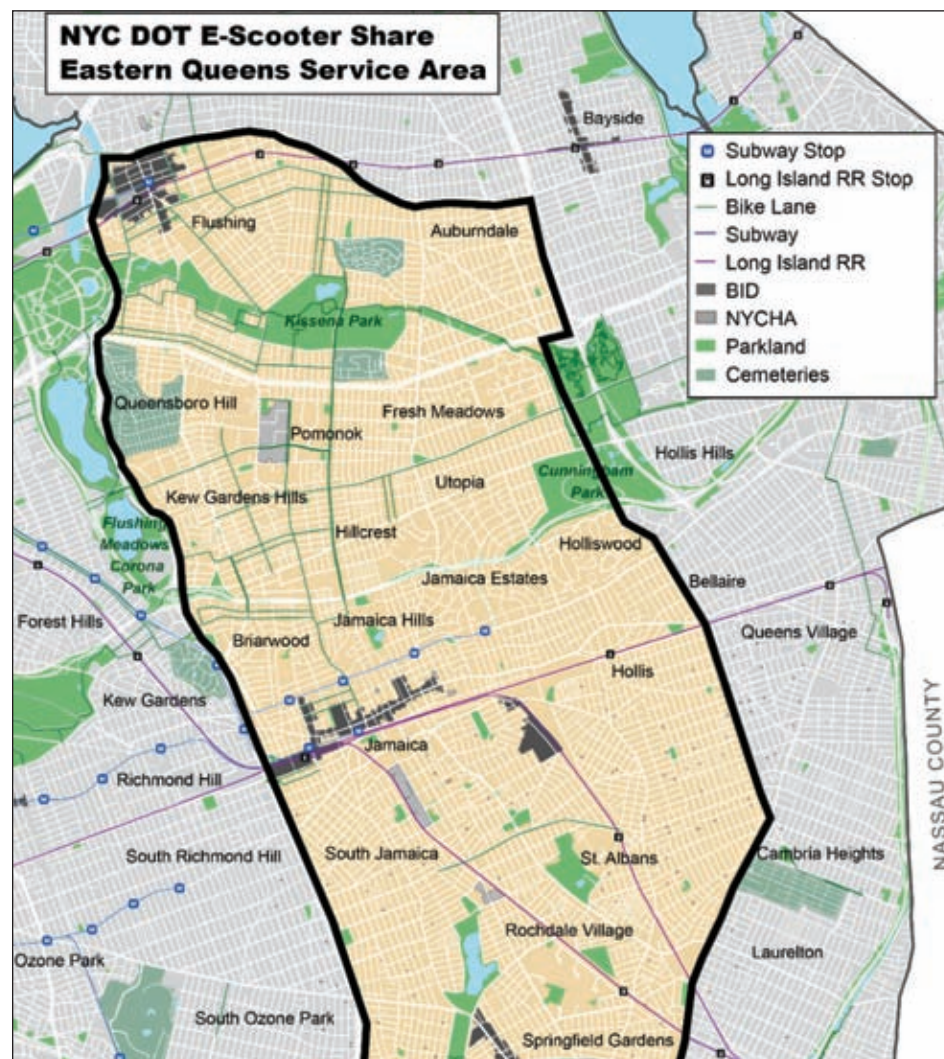 NYC DOT E-Scooter Share
Eastern Queens Service Area
Bayside
Subway Stop
Long Island RR Stop
Bike Lane
Subway
Long Island RR
BID
NYCHA
Parkland
Cemeteries
Flushing
Auburndale
Kissena Park
Queensboro Hill
Fresh Meadows
Pomonok
Hollis Hills
Utopia
Cunningham
Park
Kew Gardens Hills
Flushing
Meadows
Corona
Park
Hillcrest
Holliswood
Jamaica Estates
Bellaire
Forest Hills
Jamaica Hills
Queens Village
Briarwood
Hollis
Kew Gardens
Jamaica
Richmond Hill
NASSAU COUNTY
South Richmond Hill
South Jamaica
St. Albans
Cambria Heights
Rochdale Village
Laurelton
Ozone Park
South Ozone Park
Springfield Gardens